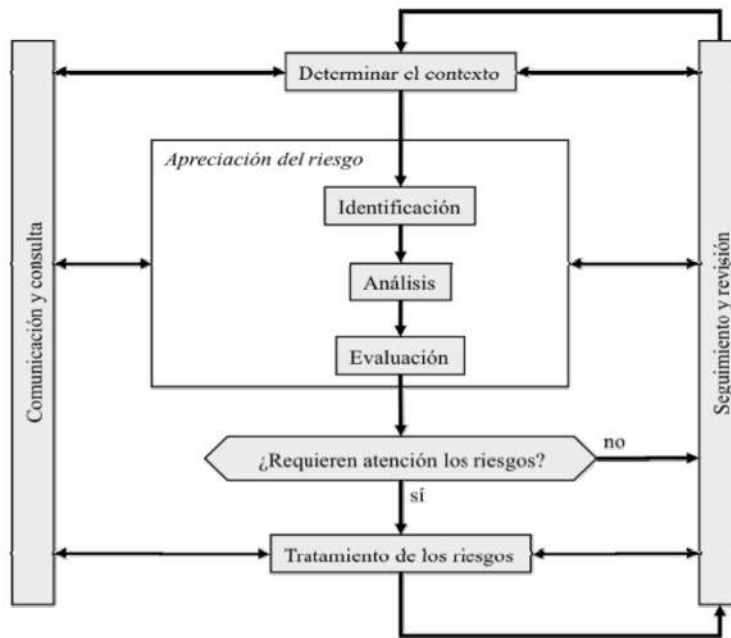 Determinar el contexto
Apreciación del riesgo
Identificación
Análisis
Evaluación
Comunicación y consulta
Seguimiento y revisión
¿Requieren atención los riesgos?
no
sí
Tratamiento de los riesgos